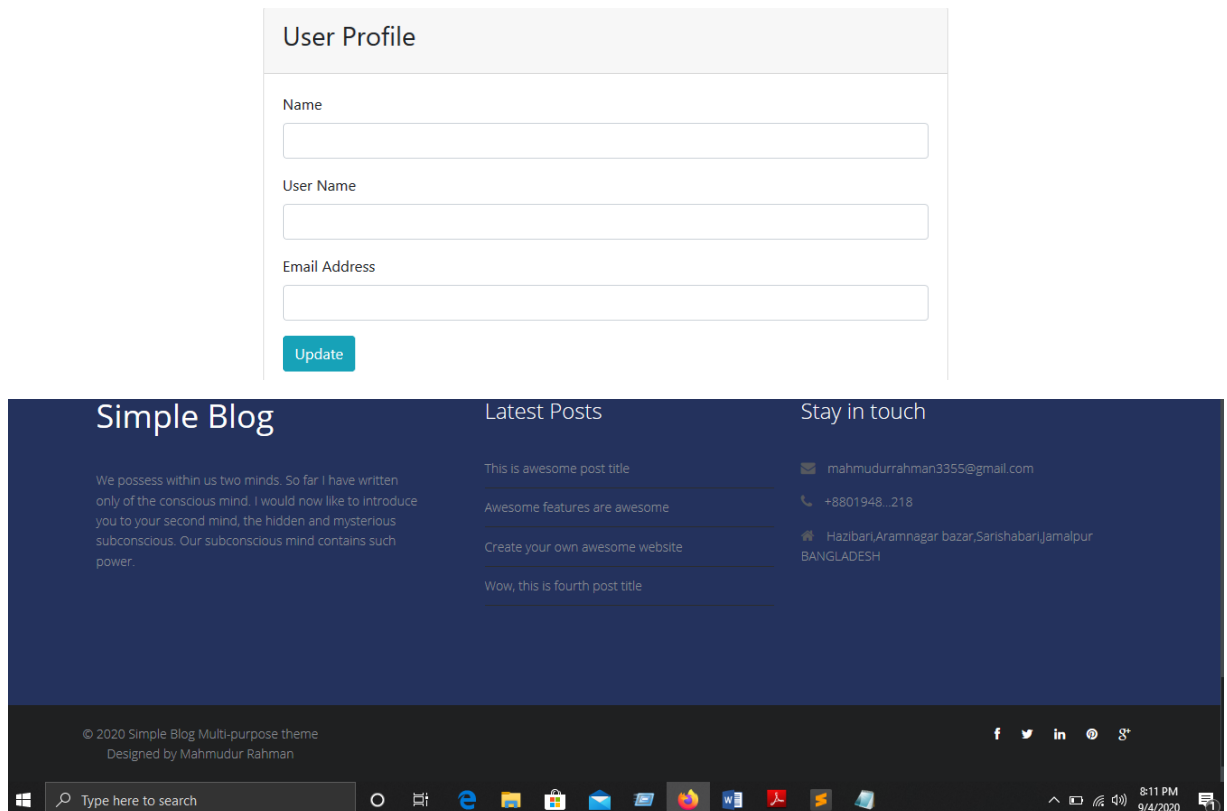 User Profile
Name
User Name
Email Address
Update
Simple Blog
We possess within us two minds. So far I have written
only of the conscious mind. I would now like to introduce
you to your second mind, the hidden and mysterious
subconscious. Our subconscious mind contains such
power.
Latest Posts
This is awesome post title
Awesome features are awesome
Create your own awesome website
Wow, this is fourth post title
Stay in touch
mahmudurrahman3355@gmail.com
+8801948...218
Hazibari,Aramnagar bazar,Sarishabari,Jamalpur
BANGLADESH
© 2020 Simple Blog Multi-purpose theme
Designed by Mahmudur Rahman
Type here to search
8:11 PM
9/4/2020